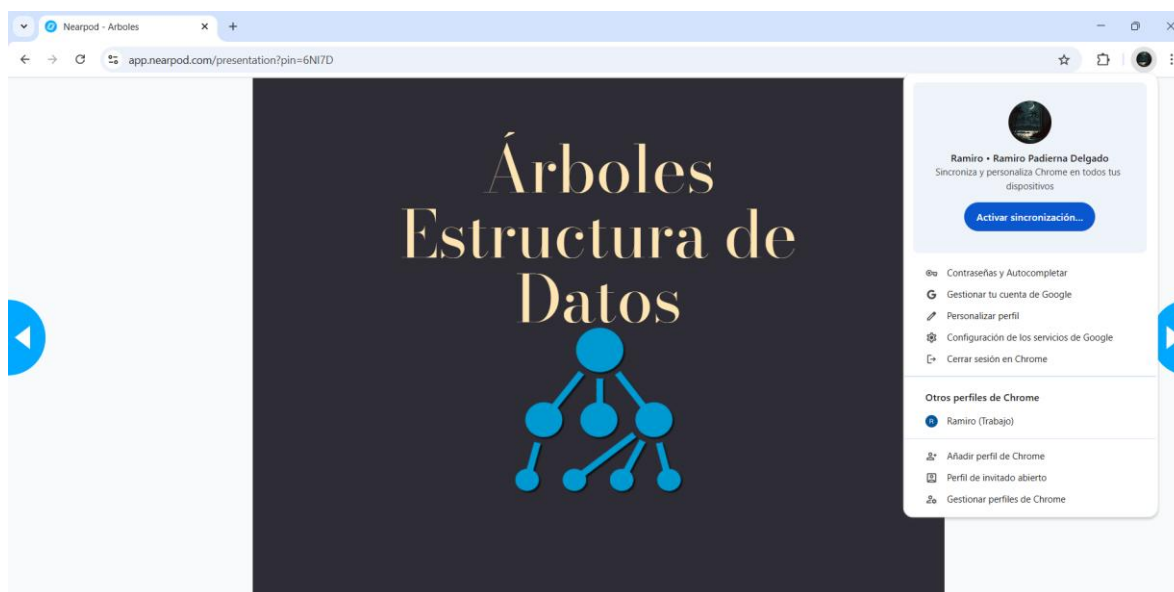 Nearpod - Arboles
app.nearpod.com/presentation?pin=6NI7D
Árboles
Estructura de
Datos
Ramiro • Ramiro Padierna Delgado
Sincroniza y personaliza Chrome en todos tus
dispositivos
Activar sincronización...
Contraseñas y Autocompletar
G Gestionar tu cuenta de Google
Personalizar perfil
Configuración de los servicios de Google
Cerrar sesión en Chrome
Otros perfiles de Chrome
R Ramiro (Trabajo)
Añadir perfil de Chrome
Perfil de invitado abierto
Gestionar perfiles de Chrome